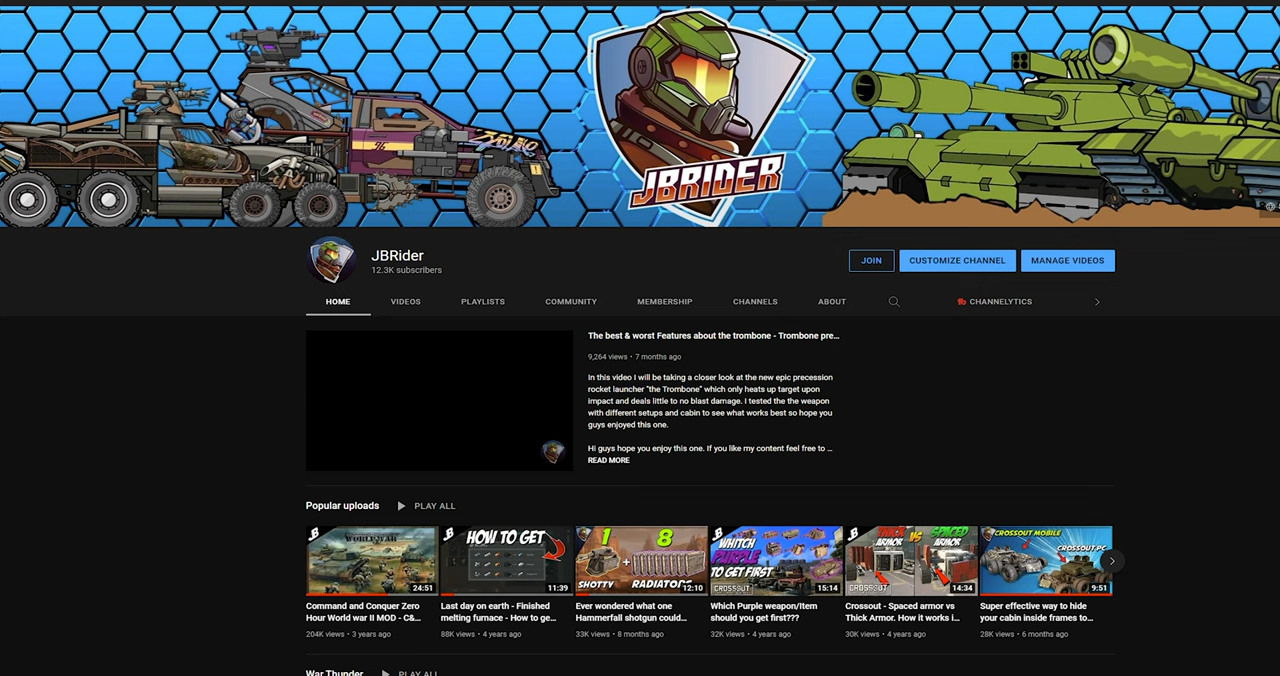 JBRIDER
JBRider
12.3K subscribers
JOIN
CUSTOMIZE CHANNEL
MANAGE VIDEOS
HOME
VIDEOS
PLAYLISTS
COMMUNITY
MEMBERSHIP
CHANNELS
ABOUT
CHANNELYTICS
The best & worst Features about the trombone - Trombone pre...
9,264 views • 7 months ago
In this video I will be taking a closer look at the new epic precession
rocket launcher "the Trombone" which only heats up target upon
impact and deals little to no blast damage. I tested the the weapon
with different setups and cabin to see what works best so hope you
guys enjoyed this one.
Hi guys hope you enjoy this one. If you like my content feel free to ...
READ MORE
Popular uploads
PLAY ALL
WORLD WAR
24:51
Command and Conquer Zero
Hour World war II MOD - C&...
204K views • 3 years ago
HOW TO GET
11:39
Last day on earth - Finished
melting furnace - How to ge...
88K views • 4 years ago
1
8
+
SHOTTY
RADIATORZ
12:10
Ever wondered what one
Hammerfall shotgun could...
33K views • 8 months ago
WHITCH
PURPLE
TO GET FIRST
CROSSOUT
15:14
Which Purple weapon/Item
should you get first???
32K views • 4 years ago
THICK
ARMOR
VS
SPACED
ARMOR
CROSSOUT
14:34
Crossout - Spaced armor vs
Thick Armor. How it works i...
30K views • 4 years ago
CROSSOUT MOBILE
CROSSOUT PC
9:51
Super effective way to hide
your cabin inside frames to...
28K views • 6 months ago
War Thunder
PLAY ALL